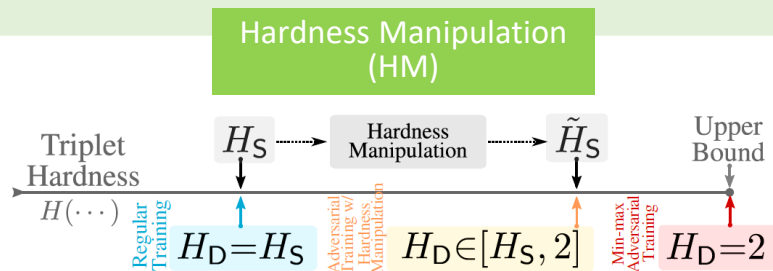 Hardness Manipulation
(HM)
Triplet
Hardness
H(···)
H_S
Hardness
Manipulation
H̃_S
Upper
Bound
Regular
Training
H_D=H_S
Adversarial
Training w/
Hardness Manipulation
H_D∈[H_S, 2]
Min-max
Adversarial
Training
H_D=2